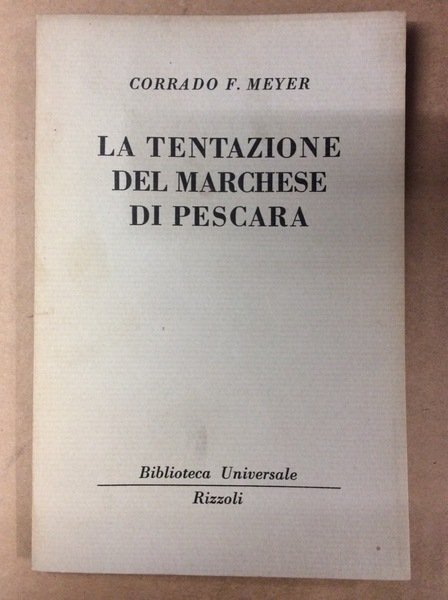 CORRADO F. MEYER
LA TENTAZIONE
DEL MARCHESE
DI PESCARA
Biblioteca Universale
Rizzoli